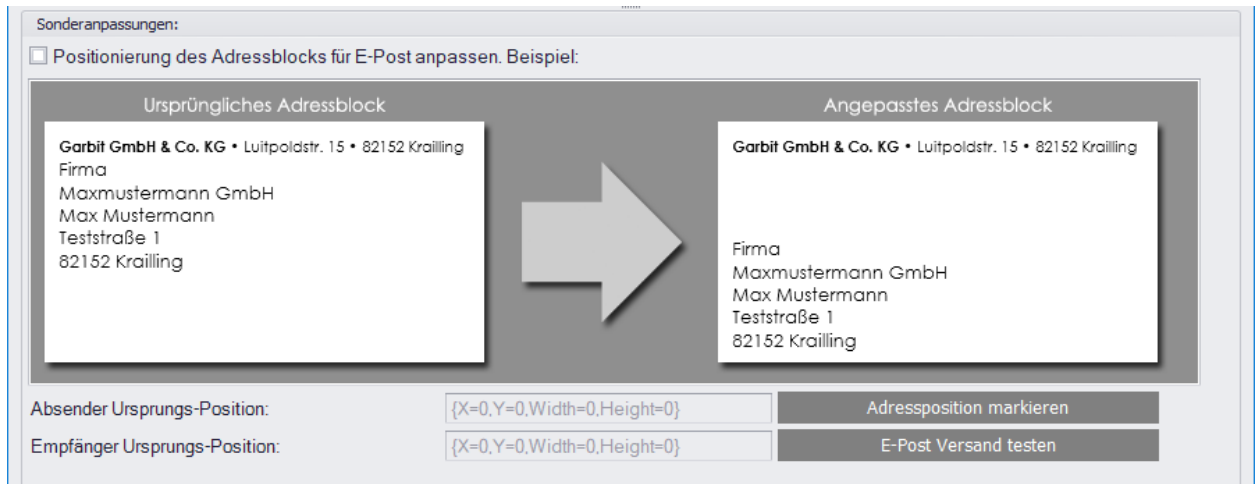 Sonderanpassungen:
Positionierung des Adressblocks für E-Post anpassen. Beispiel:
Ursprüngliches Adressblock
Garbit GmbH & Co. KG • Luitpoldstr. 15 • 82152 Krailling
Firma
Maxmustermann GmbH
Max Mustermann
Teststraße 1
82152 Krailling
Angepasstes Adressblock
Garbit GmbH & Co. KG • Luitpoldstr. 15 • 82152 Krailling
Firma
Maxmustermann GmbH
Max Mustermann
Teststraße 1
82152 Krailling
Absender Ursprungs-Position: {X=0,Y=0,Width=0,Height=0} Adressposition markieren
Empfänger Ursprungs-Position: {X=0,Y=0,Width=0,Height=0} E-Post Versand testen